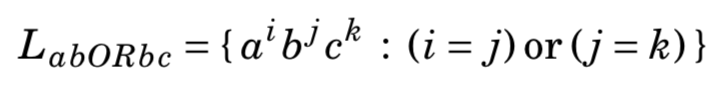 L_{abORbc} = {a^i b^j c^k : (i = j) or (j = k)}